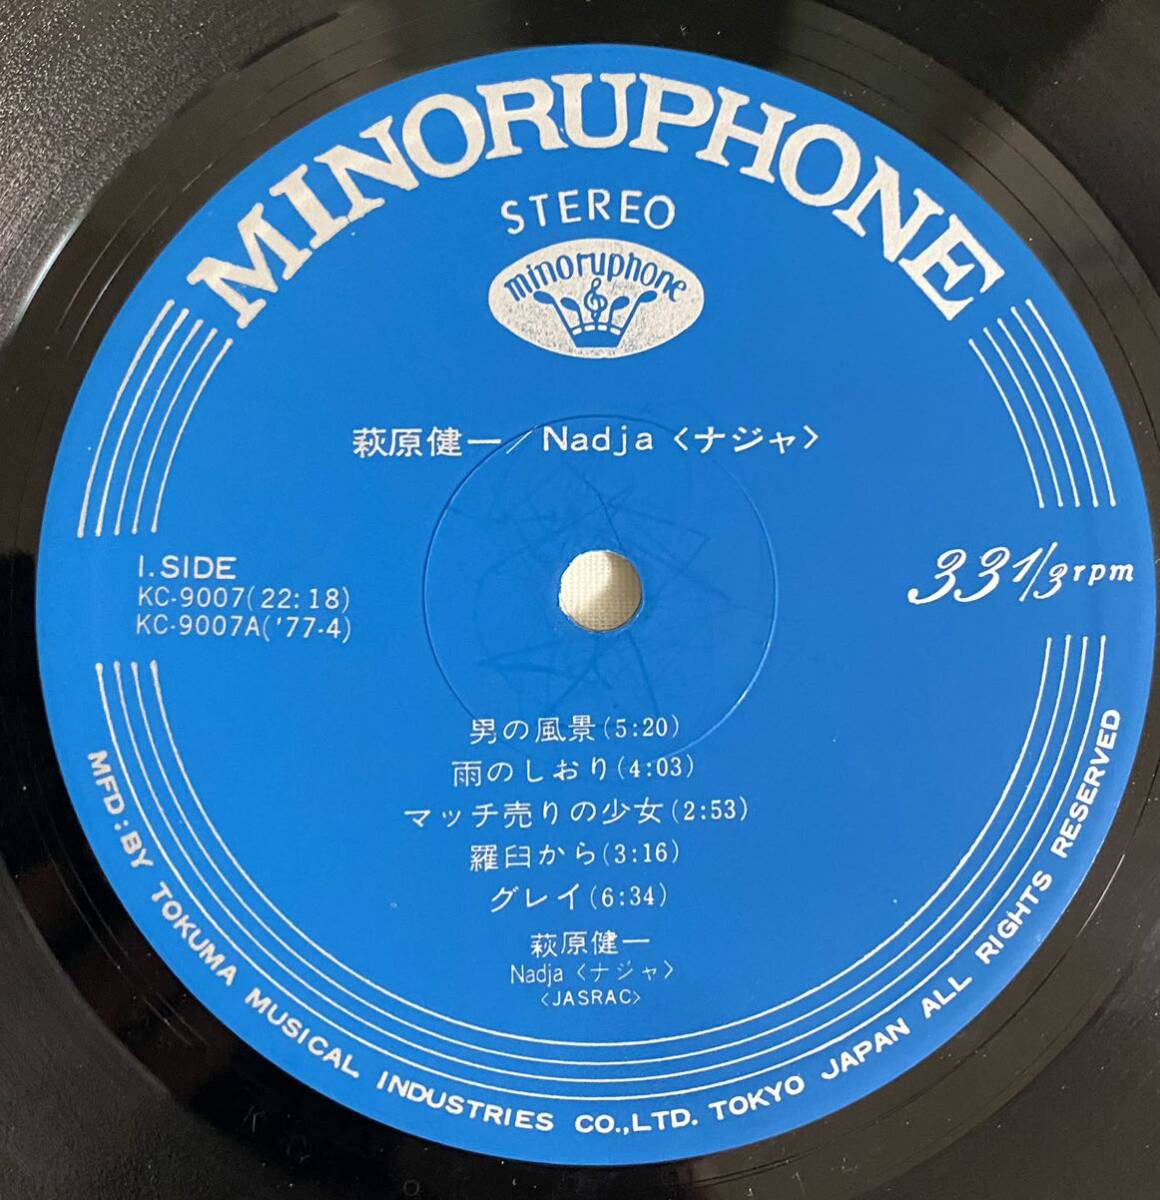 MINORUPHONE
STEREO
minoruphone
萩原健一／Nadja〈ナジャ〉
I.SIDE
KC-9007(22:18)
KC-9007A('77·4)
33 1/3 rpm
男の風景(5:20)
雨のしおり(4:03)
マッチ売りの少女(2:53)
羅臼から(3:16)
グレイ(6:34)
萩原健一
Nadja〈ナジャ〉
〈JASRAC〉
MFD:BY TOKUMA MUSICAL INDUSTRIES CO.,LTD. TOKYO JAPAN ALL RIGHTS RESERVED